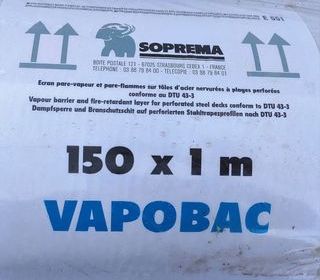 E 551
SOPREMA
BOITE POSTALE 121 - 67025 STRASBOURG CEDEX 1 - FRANCE
TELEPHONE : 03 88 79 84 00 - TELECOPIE : 03 88 79 84 01
Ecran pare-vapeur et pare-flammes sur tôles d'acier nervurées à plages perforées
conforme au DTU 43-3
Vapour barrier and fire-retardant layer for perforated steel decks conform to DTU 43-3
Dampfsperre und Branschutzschitt auf perforierten Stahltrapesprofilen nach DTU 43-3
150 x 1 m
VAPOBAC